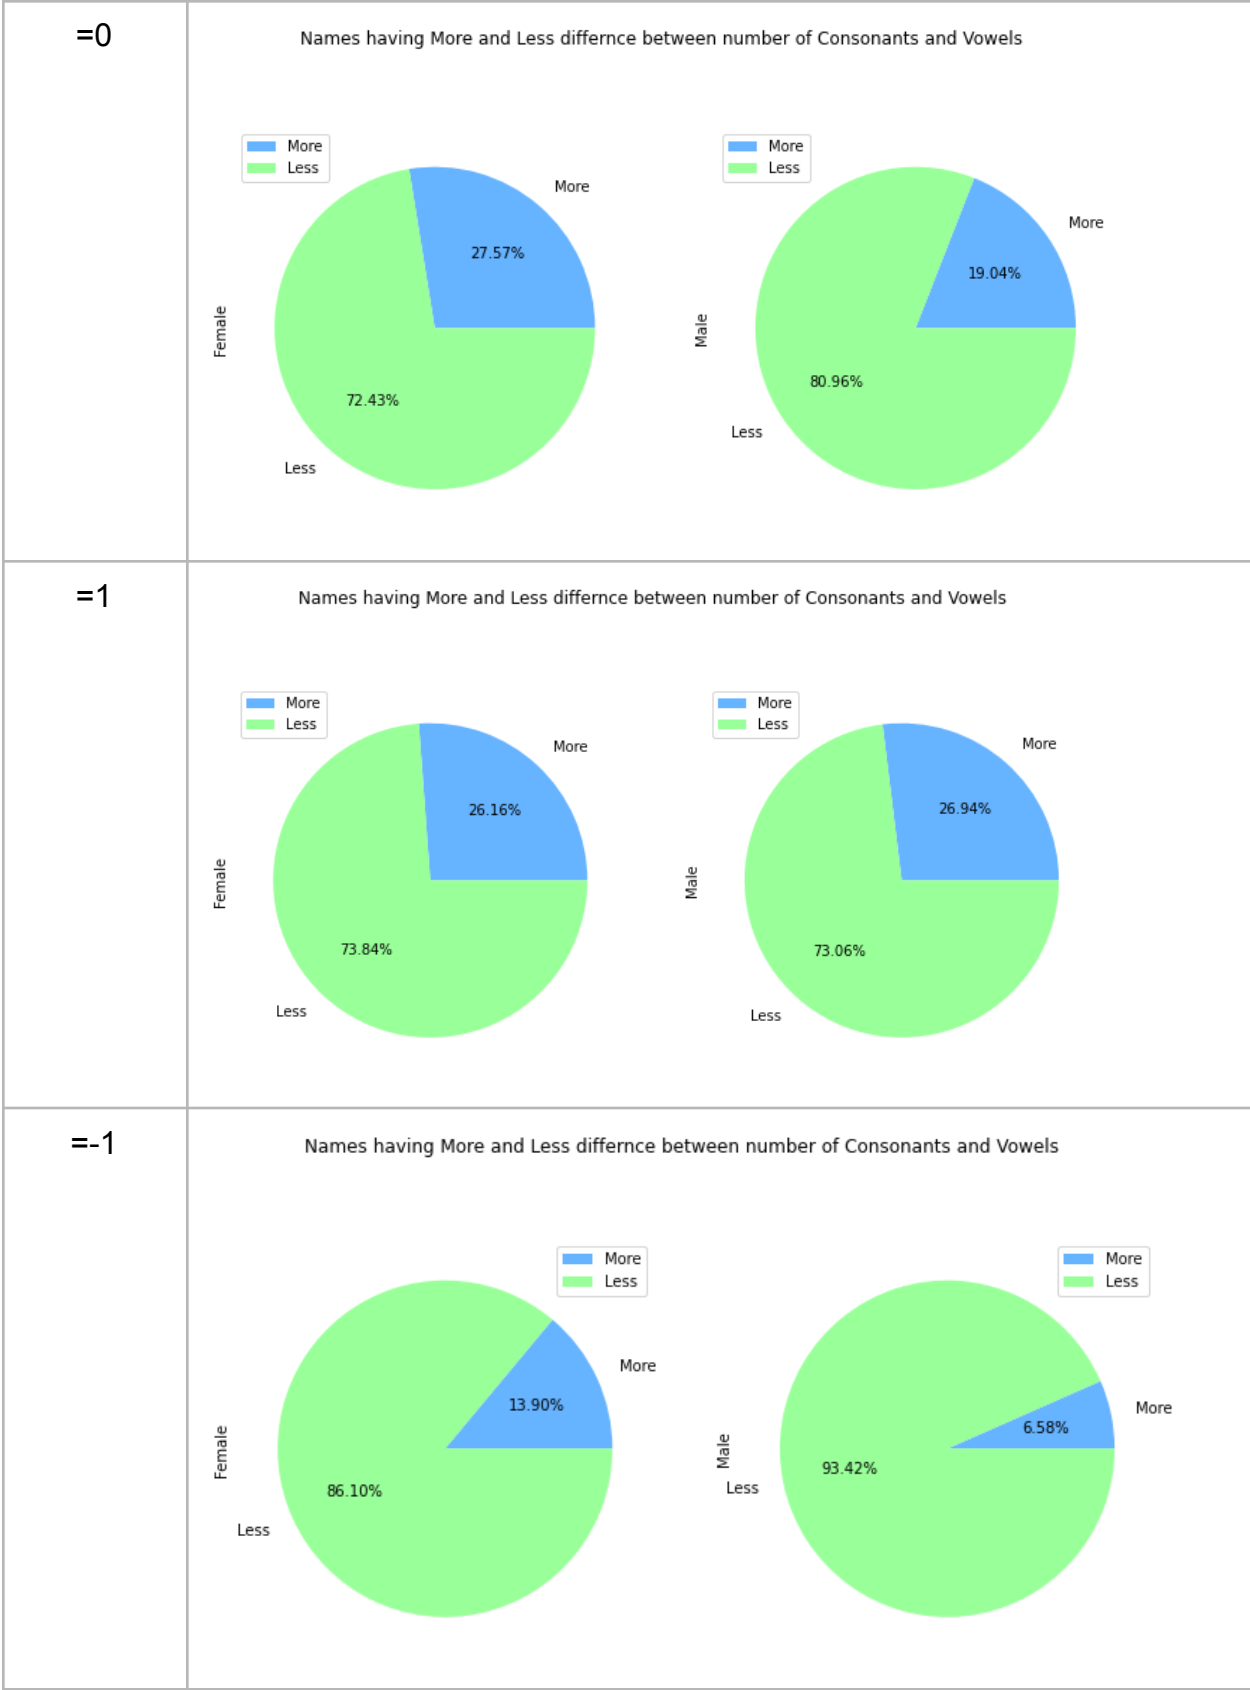 =0
Names having More and Less differnce between number of Consonants and Vowels
More
Less
More
27.57%
Female
72.43%
Less
More
Less
More
19.04%
Male
80.96%
Less
=1
Names having More and Less differnce between number of Consonants and Vowels
More
Less
More
26.16%
Female
73.84%
Less
More
Less
More
26.94%
Male
73.06%
Less
=-1
Names having More and Less differnce between number of Consonants and Vowels
More
Less
More
13.90%
Female
86.10%
Less
More
Less
More
6.58%
Male
93.42%
Less